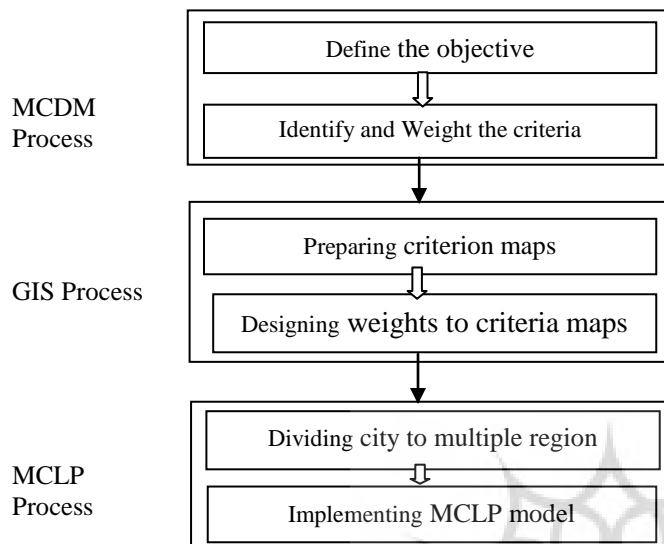 Define the objective
MCDM
Process
Identify and Weight the criteria
Preparing criterion maps
GIS Process
Designing weights to criteria maps
Dividing city to multiple region
MCLP
Process
Implementing MCLP model